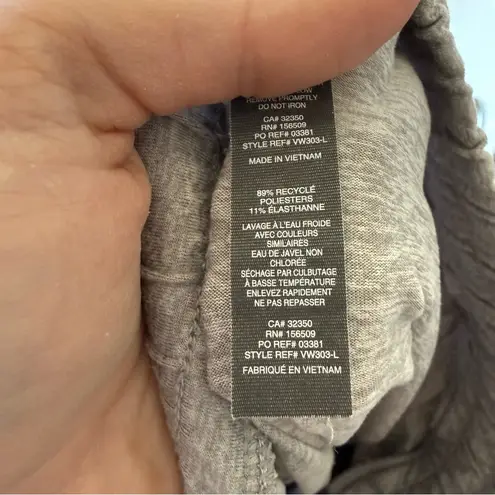 REMOVE PROMPTLY
DO NOT IRON
CA# 32350
RN# 156509
PO REF# 03381
STYLE REF# VW303-L
MADE IN VIETNAM
89% RECYCLÉ
POLIESTERS
11% ÉLASTHANNE
LAVAGE À L'EAU FROIDE
AVEC COULEURS
SIMILAIRES
EAU DE JAVEL NON
CHLORÉE
SÉCHAGE PAR CULBUTAGE
À BASSE TEMPÉRATURE
ENLEVEZ RAPIDEMENT
NE PAS REPASSER
CA# 32350
RN# 156509
PO REF# 03381
STYLE REF# VW303-L
FABRIQUÉ EN VIETNAM